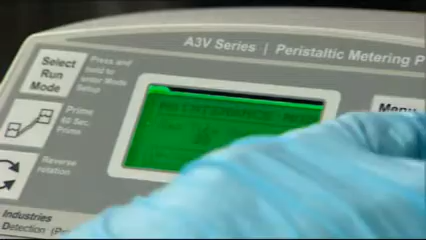 A3V Series | Peristaltic Metering P
Select
Run
Mode
Press and
hold to
enter Mode
Setup
Menu
Prime
60 Sec.
Prime
Reverse
rotation
Industries
Detection